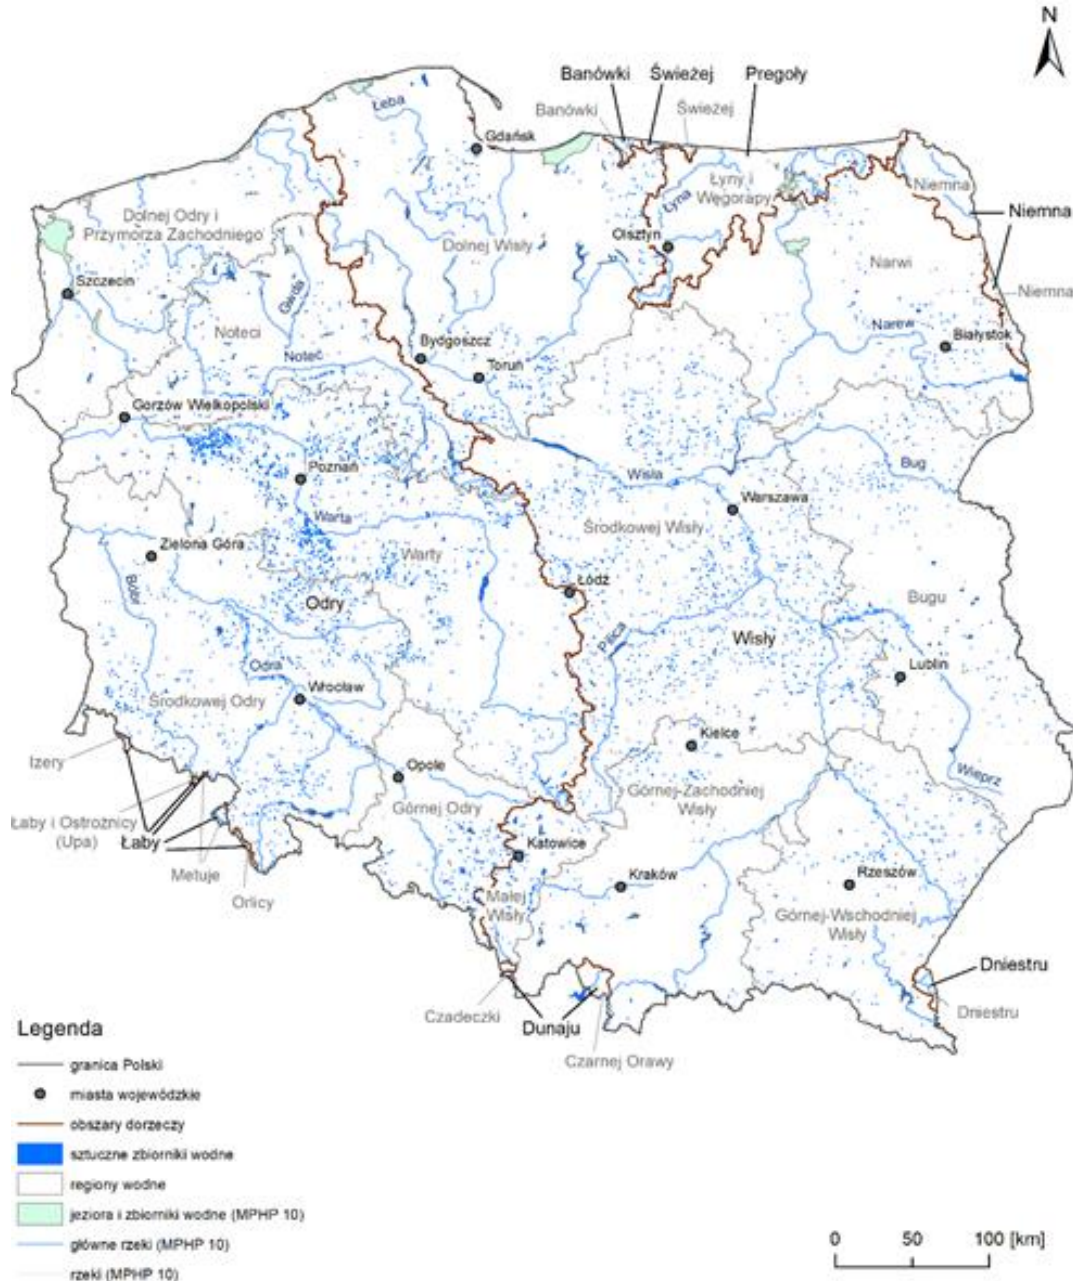 N
Banówki Świeżej Pregoły
Banówki
Świeżej
Łeba
Gdańsk
Łyny i
Węgorapy
Łyna
Niemna
Niemna
Dolnej Odry i
Przymorza Zachodniego
Dolnej Wisły
Olsztyn
Narwi
Szczecin
Gwda
Niemna
Noteci
Narew
Białystok
Bydgoszcz
Noteć
Toruń
Gorzów Wielkopolski
Poznań
Wisła
Bug
Warszawa
Warta
Środkowej Wisły
Zielona Góra
Warty
Bóbr
Łódź
Odry
Bugu
Pilica
Wisły
Odra
Lublin
Wrocław
Środkowej Odry
Kielce
Izery
Opole
Wieprz
Górnej Odry
Górnej-Zachodniej
Wisły
Łaby i Ostrożnicy
(Upa)
Łaby
Katowice
Metuje
Kraków
Rzeszów
Orlicy
Małej
Wisły
Górnej-Wschodniej
Wisły
Dniestru
Czadeczki
Dunaju
Dniestru
Czarnej Orawy
Legenda
granica Polski
miasta wojewódzkie
obszary dorzeczy
sztuczne zbiorniki wodne
regiony wodne
jeziora i zbiorniki wodne (MPHP 10)
główne rzeki (MPHP 10)
rzeki (MPHP 10)
0 50 100 [km]